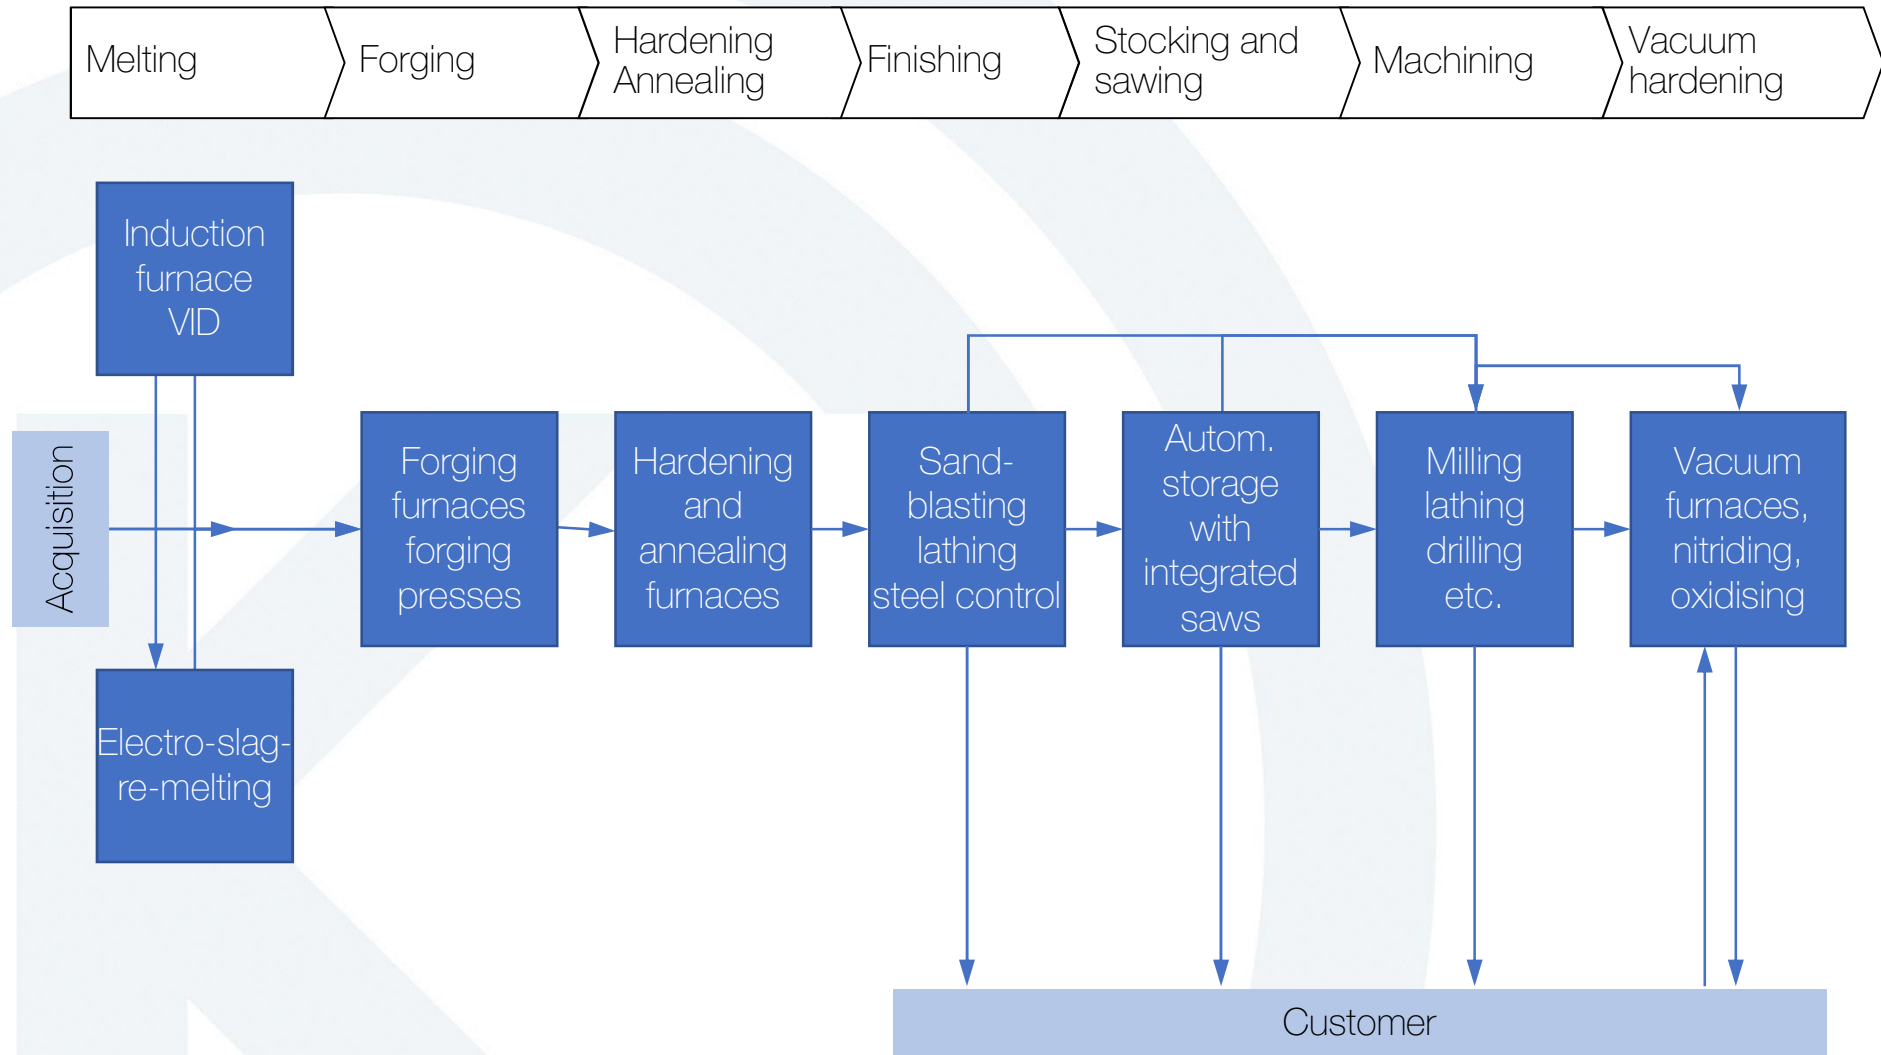 Melting
Forging
Hardening
Annealing
Finishing
Stocking and
sawing
Machining
Vacuum
hardening
Induction
furnace
VID
Acquisition
Electro-slag-
re-melting
Forging
furnaces
forging
presses
Hardening
and
annealing
furnaces
Sand-
blasting
lathing
steel control
Autom.
storage
with
integrated
saws
Milling
lathing
drilling
etc.
Vacuum
furnaces,
nitriding,
oxidising
Customer